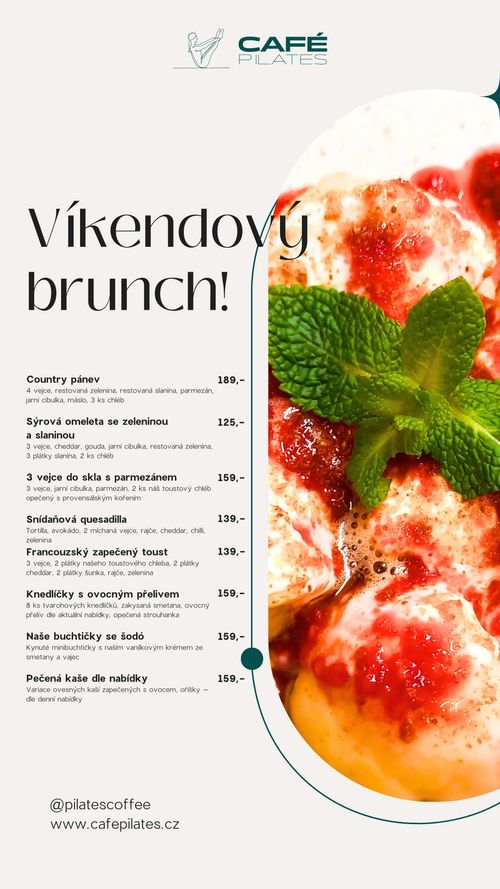 CAFÉ
PILATES
Víkendový
brunch!
Country pánev 189,-
4 vejce, restovaná zelenina, restovaná slanina, parmezán,
jarní cibulka, máslo, 3 ks chléb
Sýrová omeleta se zeleninou 125,-
a slaninou
3 vejce, cheddar, gouda, jarní cibulka, restovaná zelenina,
3 plátky slanina, 2 ks chléb
3 vejce do skla s parmezánem 159,-
3 vejce, jarní cibulka, parmezán, 2 ks náš toustový chléb
opečený s provensálským kořením
Snídaňová quesadilla 139,-
Tortilla, avokádo, 2 míchaná vejce, rajče, cheddar, chilli,
zelenina
Francouzský zapečený toust 139,-
3 vejce, 2 plátky našeho toustového chleba, 2 plátky
cheddar, 2 plátky šunka, rajče, zelenina
Knedlíčky s ovocným přelivem 159,-
8 ks tvarohových knedlíčků, zakysaná smetana, ovocný
přeliv dle aktuální nabídky, opečená strouhanka
Naše buchtičky se šodó 159,-
Kynuté minibuchtičky s naším vanilkovým krémem ze
smetany a vajec
Pečená kaše dle nabídky 159,-
Variace ovesných kaší zapečených s ovocem, oříšky –
dle denní nabídky
@pilatescoffee
www.cafepilates.cz